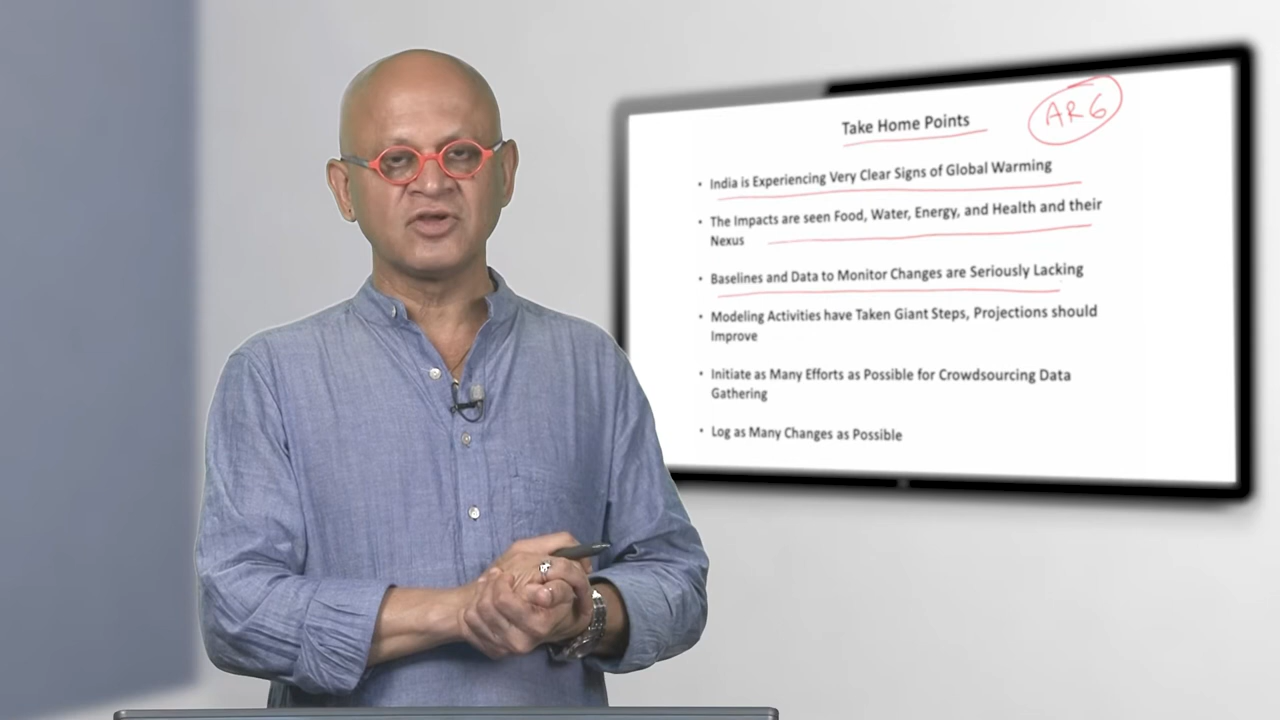 Take Home Points
AR6
• India is Experiencing Very Clear Signs of Global Warming
• The Impacts are seen Food, Water, Energy, and Health and their
Nexus
• Baselines and Data to Monitor Changes are Seriously Lacking
• Modeling Activities have Taken Giant Steps, Projections should
Improve
• Initiate as Many Efforts as Possible for Crowdsourcing Data
Gathering
• Log as Many Changes as Possible